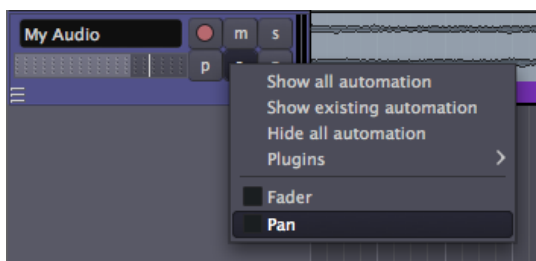 My Audio
m s
p
Show all automation
Show existing automation
Hide all automation
Plugins
Fader
Pan